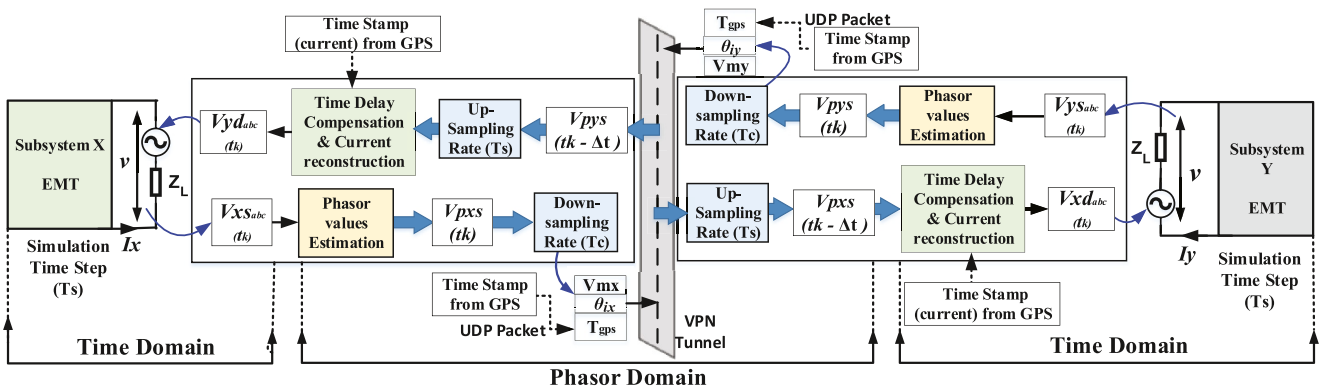 Time Stamp
(current) from GPS
Tgps
θiy
Vmy
UDP Packet
Time Stamp
from GPS
Subsystem X
EMT
v
ZL
Vydabc
(tk)
Time Delay
Compensation
& Current
reconstruction
Up-
Sampling
Rate (Ts)
Vpys
(tk - Δt )
Down-
sampling
Rate (Tc)
Vpys
(tk)
Phasor
values
Estimation
Vysabc
(tk)
ZL
v
Subsystem
Y
EMT
Vxsabc
(tk)
Phasor
values
Estimation
Vpxs
(tk)
Down-
sampling
Rate (Tc)
Up-
Sampling
Rate (Ts)
Vpxs
(tk - Δt )
Time Delay
Compensation
& Current
reconstruction
Vxdabc
(tk)
Ix
Iy
Simulation
Time Step
(Ts)
Time Stamp
from GPS
UDP Packet
Vmx
θix
Tgps
VPN
Tunnel
Time Stamp
(current) from GPS
Simulation
Time Step
(Ts)
Time Domain
Phasor Domain
Time Domain